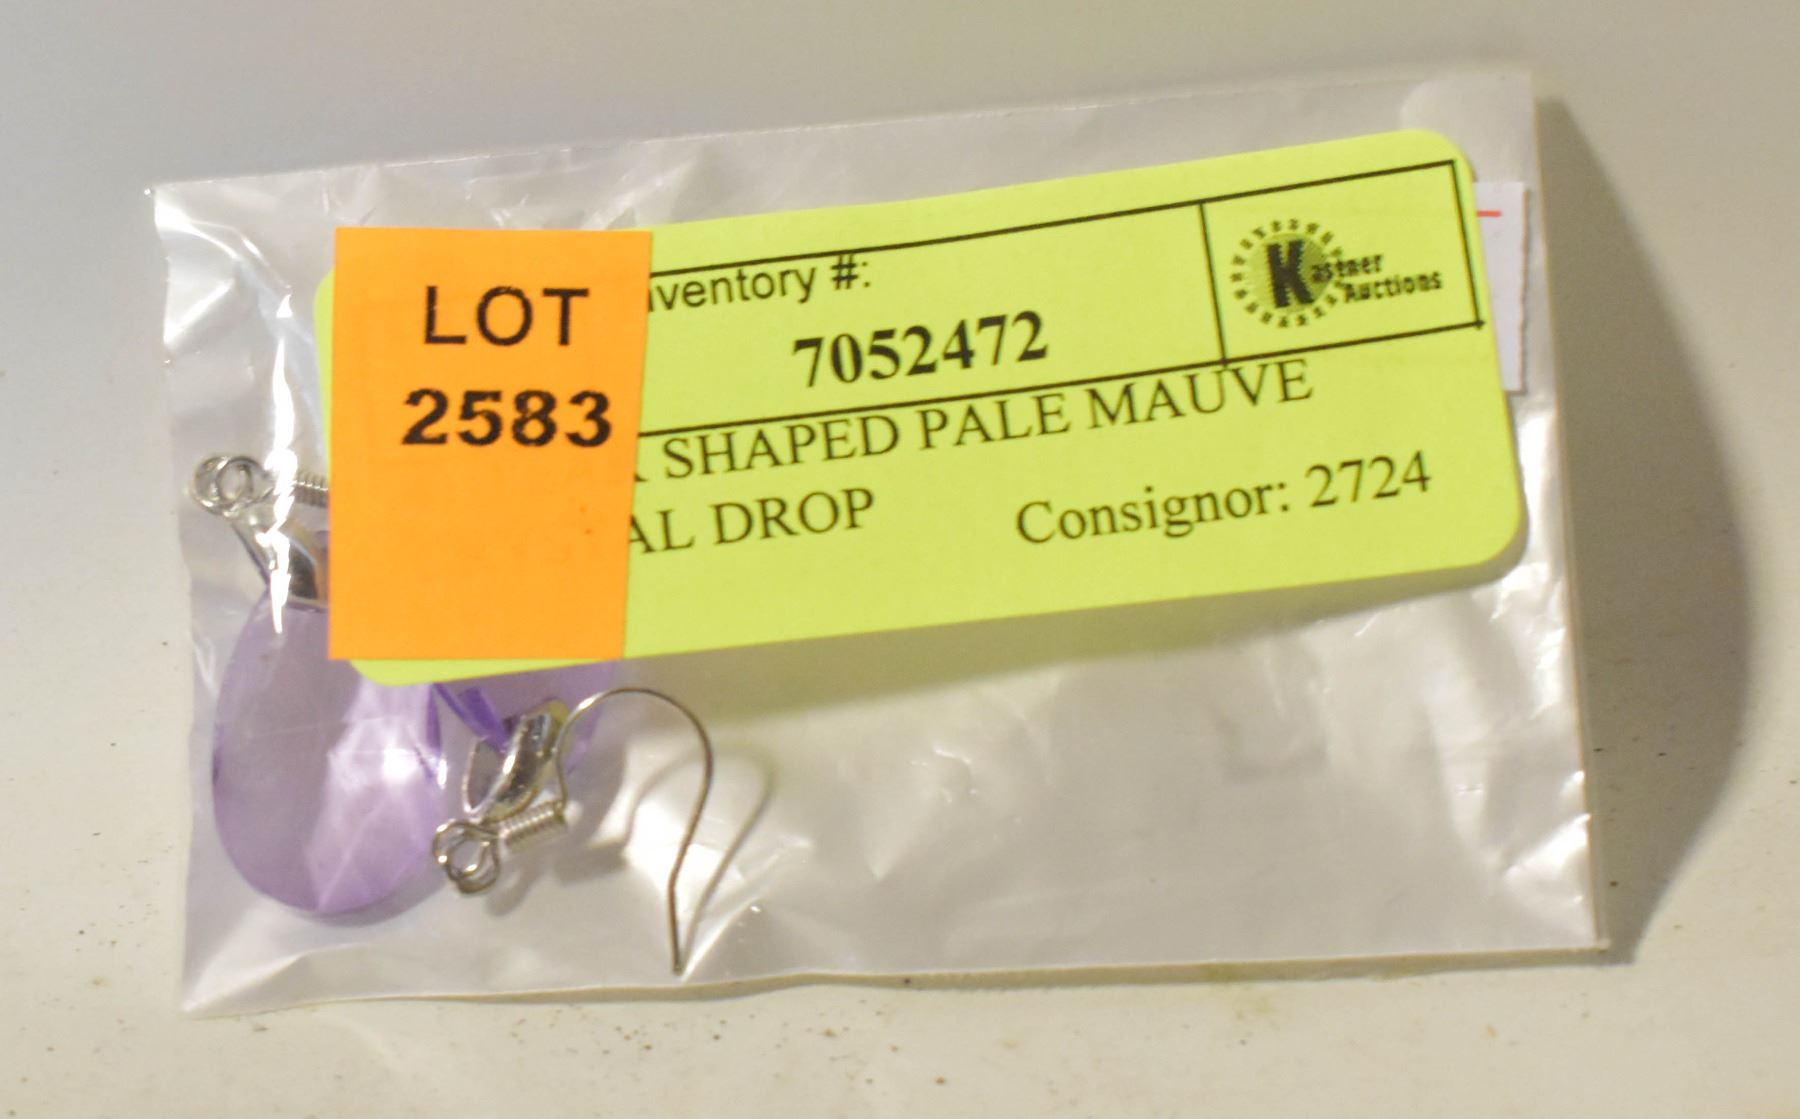 LOT
2583
nventory #:
7052472
Kastner
Auctions
SHAPED PALE MAUVE
AL DROP
Consignor: 2724